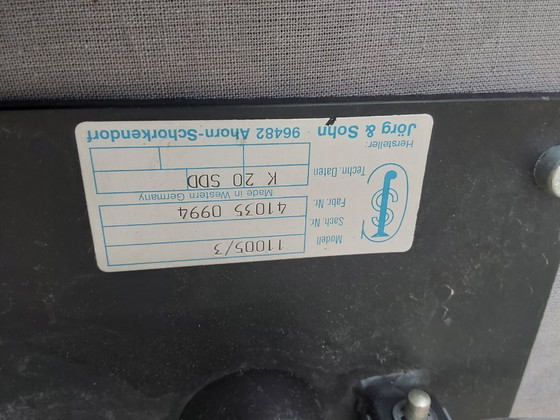 Modell 11005/3
Sach. Nr.
Fabr. Nr. 41035 0994
Made in Western Germany
Techn. Daten K 20 SDD
Hersteller:
Jörg & Sohn
96482 Ahorn-Schorkendorf